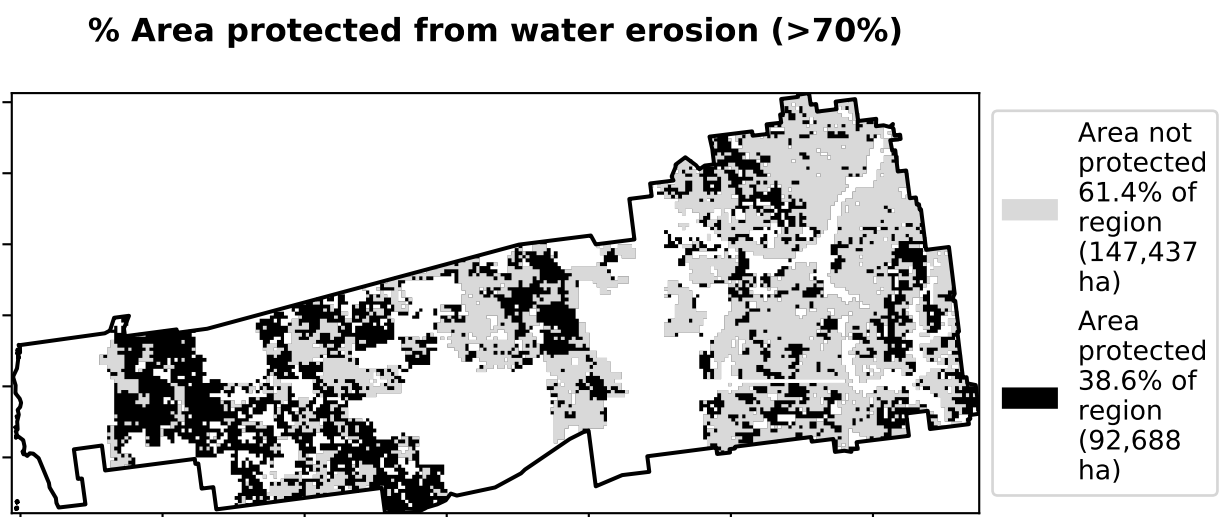 % Area protected from water erosion (>70%)
Area not
protected
61.4% of
region
(147,437
ha)
Area
protected
38.6% of
region
(92,688
ha)